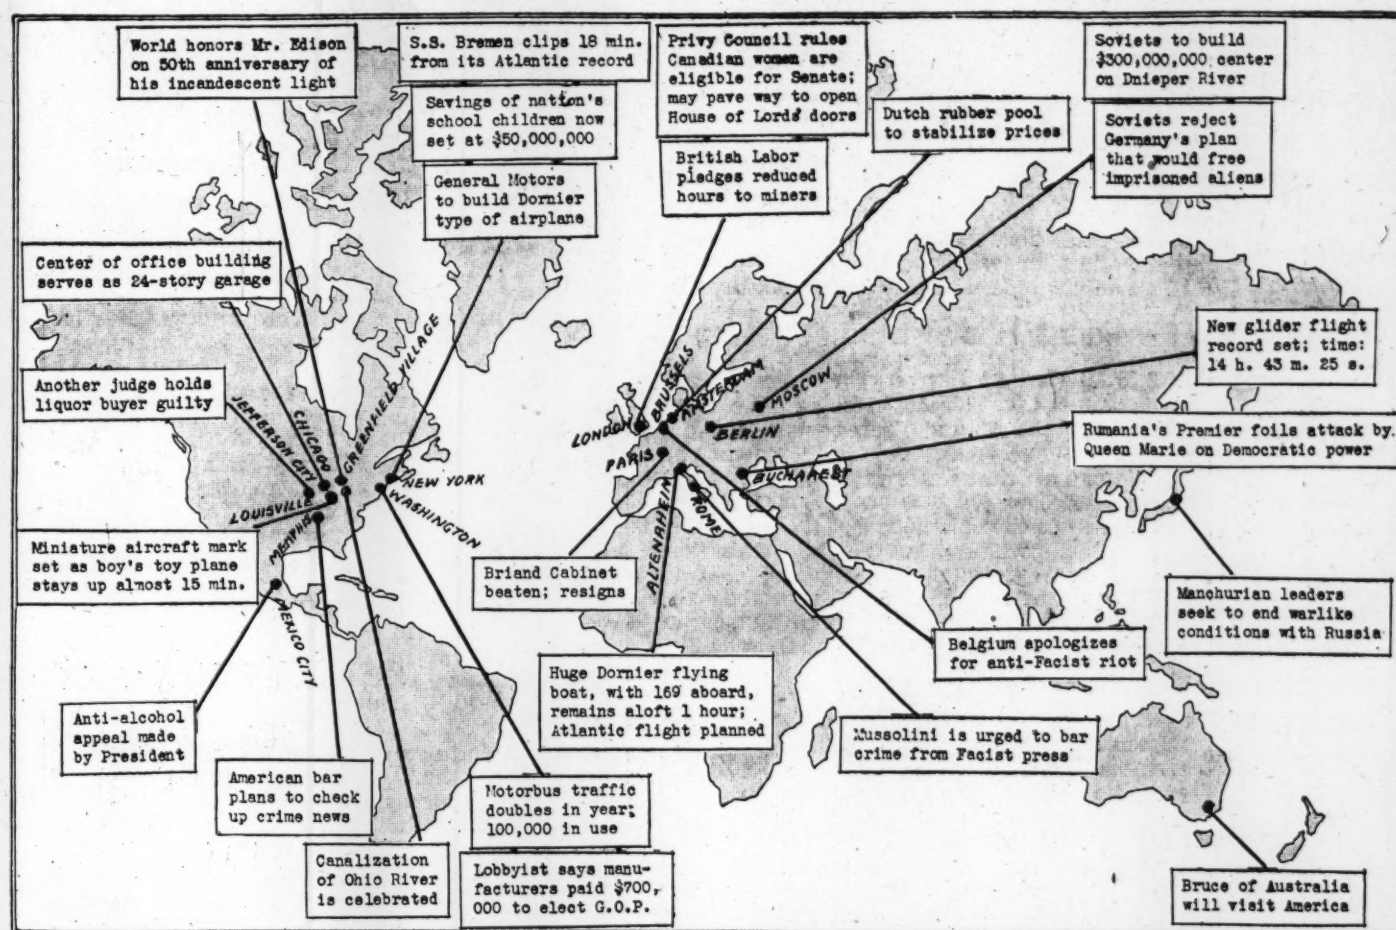 World honors Mr. Edison
on 50th anniversary of
his incandescent light
S.S. Bremen clips 18 min.
from its Atlantic record
Savings of nation's
school children now
set at $50,000,000
General Motors
to build Dornier
type of airplane
Privy Council rules
Canadian women are
eligible for Senate;
may pave way to open
House of Lords' doors
British Labor
pledges reduced
hours to miners
Dutch rubber pool
to stabilize prices
Soviets to build
$300,000,000 center
on Dnieper River
Soviets reject
Germany's plan
that would free
imprisoned aliens
Center of office building
serves as 24-story garage
Another judge holds
liquor buyer guilty
New glider flight
record set; time:
14 h. 43 m. 25 s.
Rumania's Premier foils attack by
Queen Marie on Democratic power
JEFFERSON CITY
CHICAGO
GREENFIELD VILLAGE
NEW YORK
WASHINGTON
LOUISVILLE
MEMPHIS
MEXICO CITY
LONDON
BRUSSELS
AMSTERDAM
MOSCOW
BERLIN
PARIS
BUCHAREST
ROME
ALTENRHEIN
Miniature aircraft mark
set as boy's toy plane
stays up almost 15 min.
Briand Cabinet
beaten; resigns
Manchurian leaders
seek to end warlike
conditions with Russia
Belgium apologizes
for anti-Facist riot
Huge Dornier flying
boat, with 169 aboard,
remains aloft 1 hour;
Atlantic flight planned
Mussolini is urged to bar
crime from Facist press
Anti-alcohol
appeal made
by President
American bar
plans to check
up crime news
Motorbus traffic
doubles in year;
100,000 in use
Canalization
of Ohio River
is celebrated
Lobbyist says manu-
facturers paid $700,
000 to elect G.O.P.
Bruce of Australia
will visit America